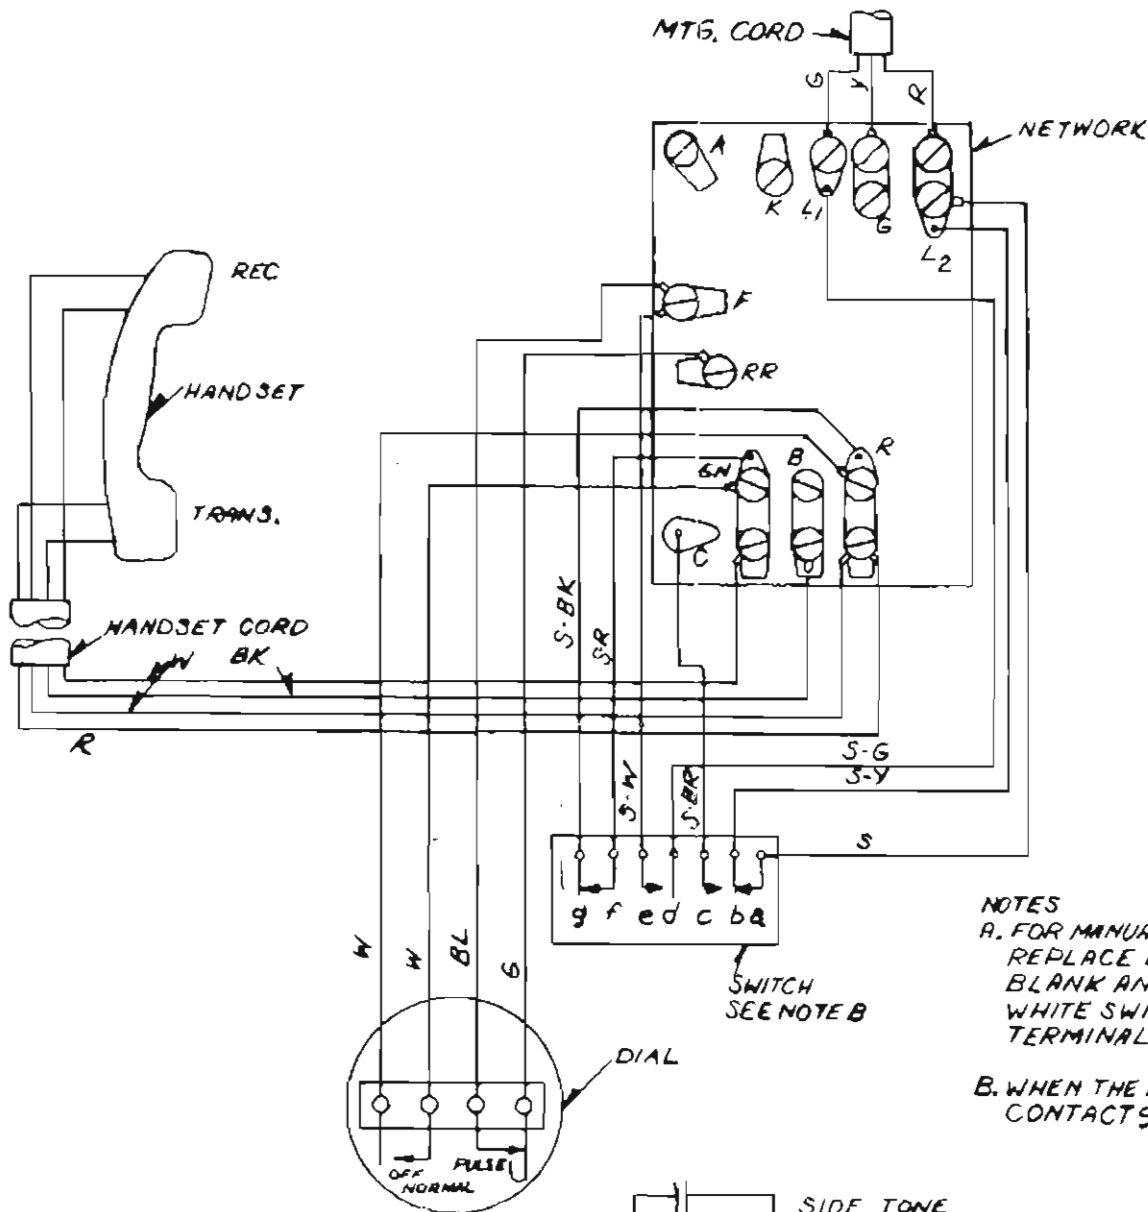 MTG. CORD
G
Y
R
NETWORK
A
K
L1
G
L2
REC
HANDSET
TRANS.
F
RR
GN
B
R
C
HANDSET CORD
W
BK
R
S-BK
S-R
S-W
S-BR
S-G
S-Y
S
g f e d c b a
SWITCH
SEE NOTE B
W
W
BL
G
DIAL
OFF
NORMAL
PULSE
NOTES
A. FOR MANUA
REPLACE
BLANK AN
WHITE SWI
TERMINAL
B. WHEN THE
CONTACTS
SIDE TONE